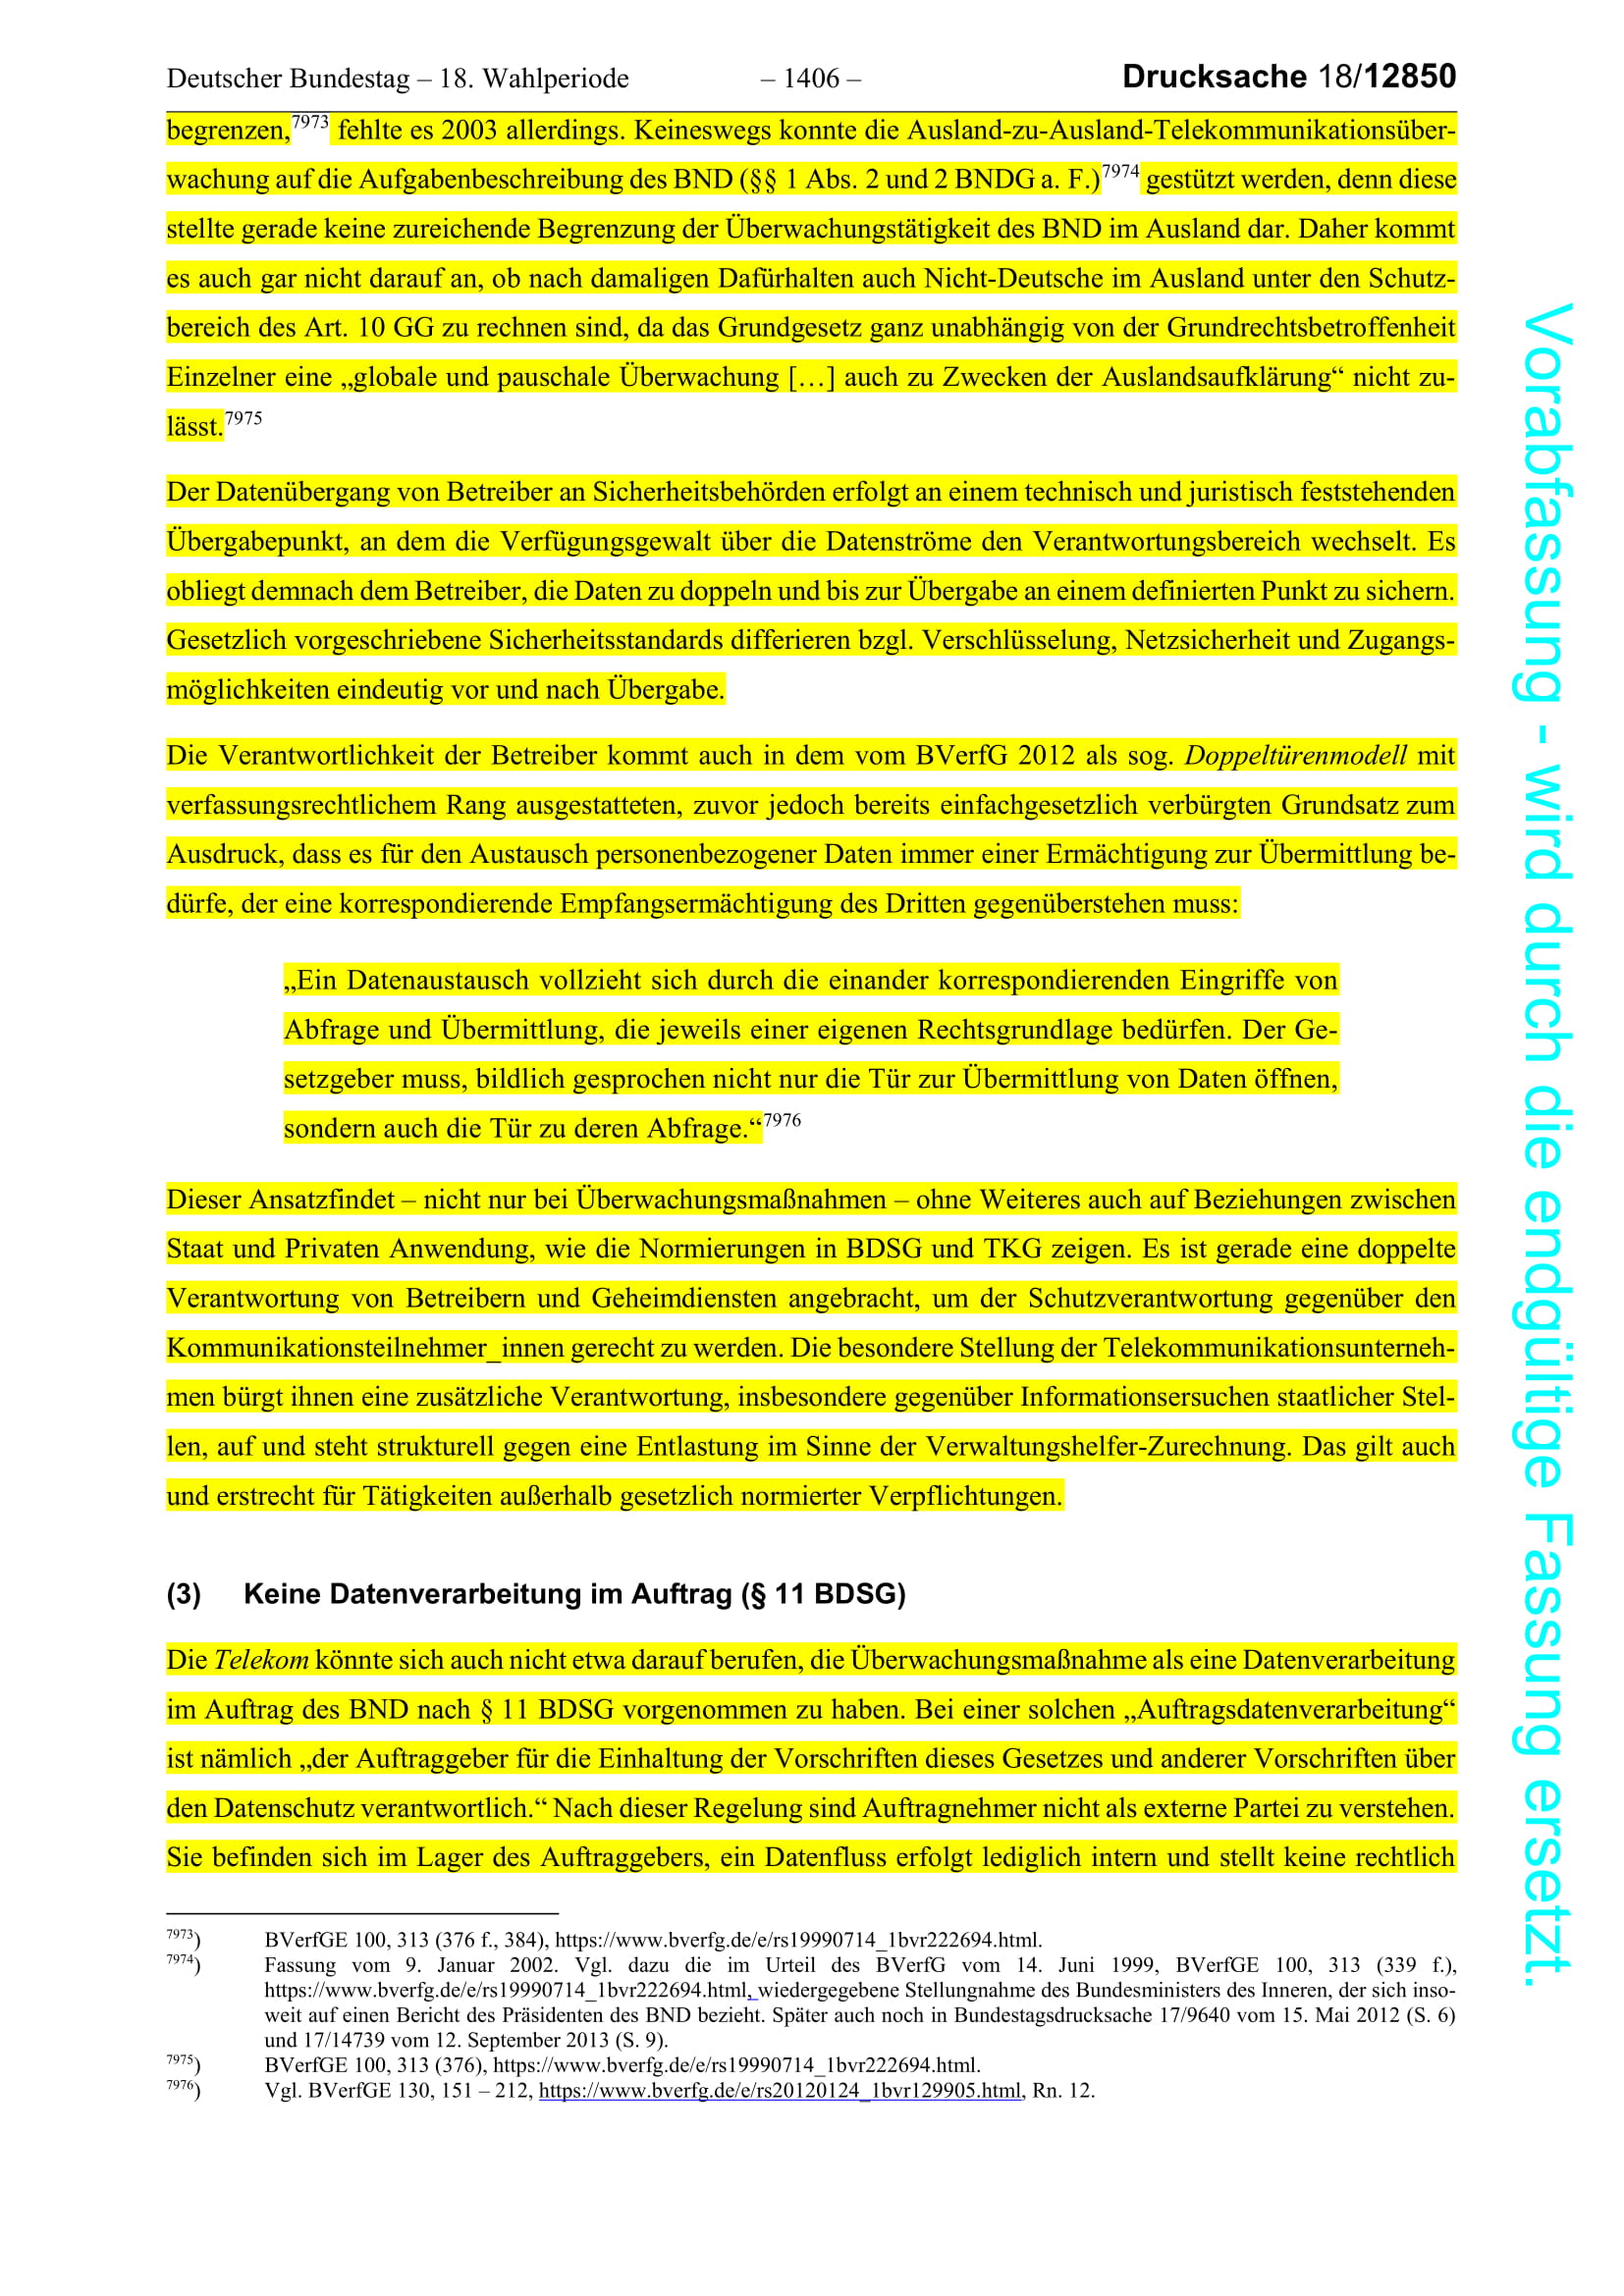 Deutscher Bundestag – 18. Wahlperiode – 1406 – Drucksache 18/12850
begrenzen,7973 fehlte es 2003 allerdings. Keineswegs konnte die Ausland-zu-Ausland-Telekommunikationsüber-
wachung auf die Aufgabenbeschreibung des BND (§§ 1 Abs. 2 und 2 BNDG a. F.)7974 gestützt werden, denn diese
stellte gerade keine zureichende Begrenzung der Überwachungstätigkeit des BND im Ausland dar. Daher kommt
es auch gar nicht darauf an, ob nach damaligen Dafürhalten auch Nicht-Deutsche im Ausland unter den Schutz-
bereich des Art. 10 GG zu rechnen sind, da das Grundgesetz ganz unabhängig von der Grundrechtsbetroffenheit
Einzelner eine „globale und pauschale Überwachung […] auch zu Zwecken der Auslandsaufklärung“ nicht zu-
lässt.7975
Der Datenübergang von Betreiber an Sicherheitsbehörden erfolgt an einem technisch und juristisch feststehenden
Übergabepunkt, an dem die Verfügungsgewalt über die Datenströme den Verantwortungsbereich wechselt. Es
obliegt demnach dem Betreiber, die Daten zu doppeln und bis zur Übergabe an einem definierten Punkt zu sichern.
Gesetzlich vorgeschriebene Sicherheitsstandards differieren bzgl. Verschlüsselung, Netzsicherheit und Zugangs-
möglichkeiten eindeutig vor und nach Übergabe.
Die Verantwortlichkeit der Betreiber kommt auch in dem vom BVerfG 2012 als sog. Doppeltürenmodell mit
verfassungsrechtlichem Rang ausgestatteten, zuvor jedoch bereits einfachgesetzlich verbürgten Grundsatz zum
Ausdruck, dass es für den Austausch personenbezogener Daten immer einer Ermächtigung zur Übermittlung be-
dürfe, der eine korrespondierende Empfangsermächtigung des Dritten gegenüberstehen muss:
„Ein Datenaustausch vollzieht sich durch die einander korrespondierenden Eingriffe von
Abfrage und Übermittlung, die jeweils einer eigenen Rechtsgrundlage bedürfen. Der Ge-
setzgeber muss, bildlich gesprochen nicht nur die Tür zur Übermittlung von Daten öffnen,
sondern auch die Tür zu deren Abfrage.“7976
Dieser Ansatzfindet – nicht nur bei Überwachungsmaßnahmen – ohne Weiteres auch auf Beziehungen zwischen
Staat und Privaten Anwendung, wie die Normierungen in BDSG und TKG zeigen. Es ist gerade eine doppelte
Verantwortung von Betreibern und Geheimdiensten angebracht, um der Schutzverantwortung gegenüber den
Kommunikationsteilnehmer_innen gerecht zu werden. Die besondere Stellung der Telekommunikationsunterneh-
men bürgt ihnen eine zusätzliche Verantwortung, insbesondere gegenüber Informationsersuchen staatlicher Stel-
len, auf und steht strukturell gegen eine Entlastung im Sinne der Verwaltungshelfer-Zurechnung. Das gilt auch
und erstrecht für Tätigkeiten außerhalb gesetzlich normierter Verpflichtungen.
(3) Keine Datenverarbeitung im Auftrag (§ 11 BDSG)
Die Telekom könnte sich auch nicht etwa darauf berufen, die Überwachungsmaßnahme als eine Datenverarbeitung
im Auftrag des BND nach § 11 BDSG vorgenommen zu haben. Bei einer solchen „Auftragsdatenverarbeitung“
ist nämlich „der Auftraggeber für die Einhaltung der Vorschriften dieses Gesetzes und anderer Vorschriften über
den Datenschutz verantwortlich.“ Nach dieser Regelung sind Auftragnehmer nicht als externe Partei zu verstehen.
Sie befinden sich im Lager des Auftraggebers, ein Datenfluss erfolgt lediglich intern und stellt keine rechtlich
7973) BVerfGE 100, 313 (376 f., 384), https://www.bverfg.de/e/rs19990714_1bvr222694.html.
7974) Fassung vom 9. Januar 2002. Vgl. dazu die im Urteil des BVerfG vom 14. Juni 1999, BVerfGE 100, 313 (339 f.),
https://www.bverfg.de/e/rs19990714_1bvr222694.html, wiedergegebene Stellungnahme des Bundesministers des Inneren, der sich inso-
weit auf einen Bericht des Präsidenten des BND bezieht. Später auch noch in Bundestagsdrucksache 17/9640 vom 15. Mai 2012 (S. 6)
und 17/14739 vom 12. September 2013 (S. 9).
7975) BVerfGE 100, 313 (376), https://www.bverfg.de/e/rs19990714_1bvr222694.html.
7976) Vgl. BVerfGE 130, 151 – 212, https://www.bverfg.de/e/rs20120124_1bvr129905.html, Rn. 12.
Vorabfassung - wird durch die endgültige Fassung ersetzt.